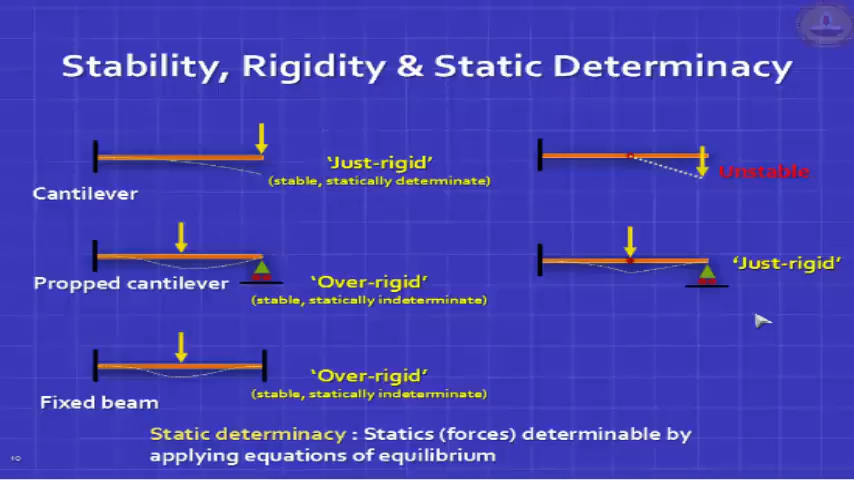 Stability, Rigidity & Static Determinacy
'Just-rigid'
(stable, statically determinate)
Unstable
Cantilever
Propped cantilever
'Over-rigid'
(stable, statically indeterminate)
'Just-rigid'
Fixed beam
'Over-rigid'
(stable, statically indeterminate)
Static determinacy : Statics (forces) determinable by
applying equations of equilibrium